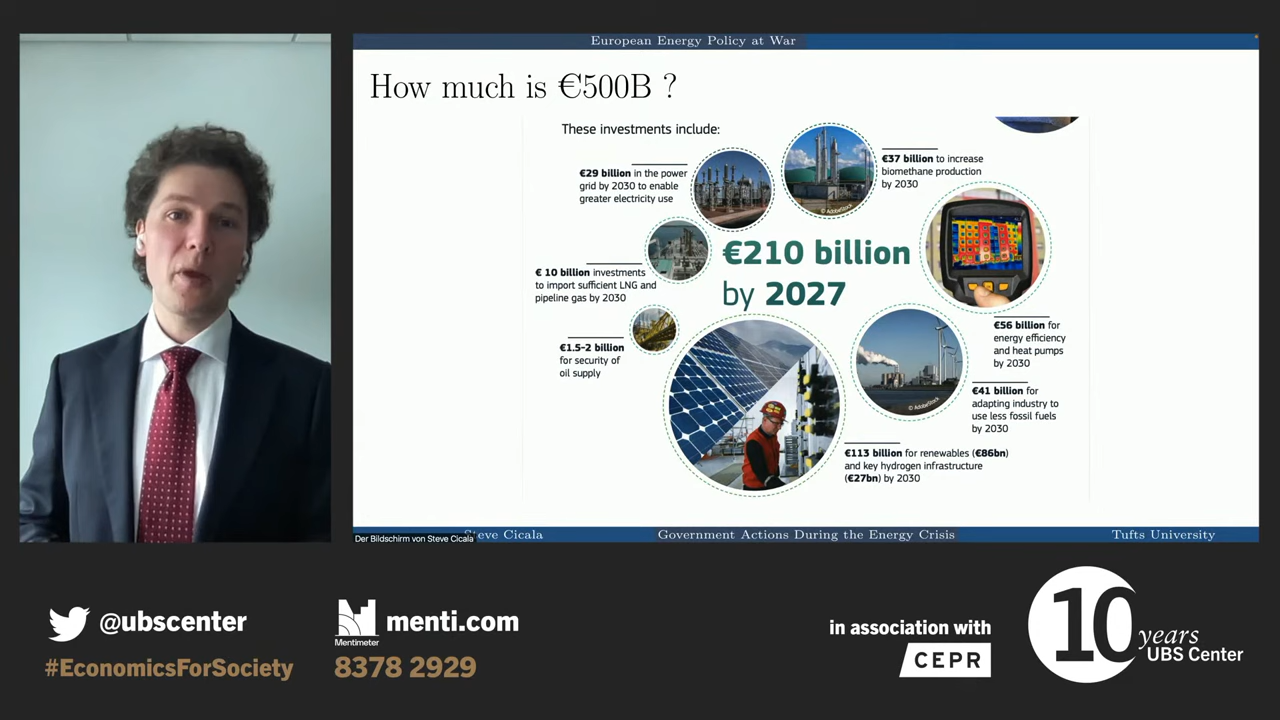 European Energy Policy at War
How much is €500B ?
These investments include:
€29 billion in the power
grid by 2030 to enable
greater electricity use
€37 billion to increase
biomethane production
by 2030
© AdobeStock
€ 10 billion investments
to import sufficient LNG and
pipeline gas by 2030
€210 billion
by 2027
€1.5-2 billion
for security of
oil supply
€56 billion for
energy efficiency
and heat pumps
by 2030
© AdobeStock
€41 billion for
adapting industry to
use less fossil fuels
by 2030
€113 billion for renewables (€86bn)
and key hydrogen infrastructure
(€27bn) by 2030
Der Bildschirm von Steve Cicala
teve Cicala
Government Actions During the Energy Crisis
Tufts University
@ubscenter
#EconomicsForSociety
Mentimeter
menti.com
8378 2929
in association with
CEPR
10 years
UBS Center